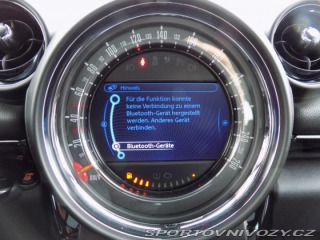 Hinweis
Für die Funktion konnte
keine Verbindung zu einem
Bluetooth-Gerät hergestellt
werden. Anderes Gerät
verbinden.
Bluetooth-Geräte
km/h
SPORTOVNIVOZY.CZ